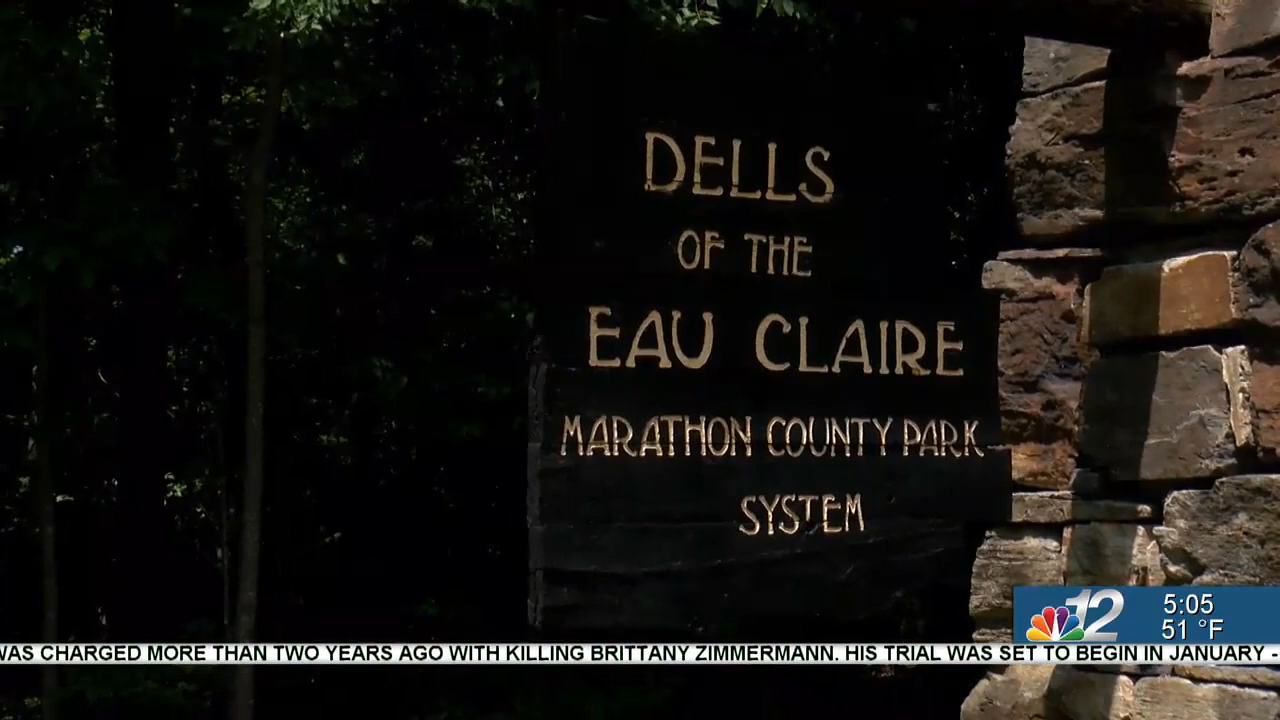 DELLS
OF THE
EAU CLAIRE
MARATHON COUNTY PARK
SYSTEM
12
5:05
51 °F
WAS CHARGED MORE THAN TWO YEARS AGO WITH KILLING BRITTANY ZIMMERMANN. HIS TRIAL WAS SET TO BEGIN IN JANUARY -